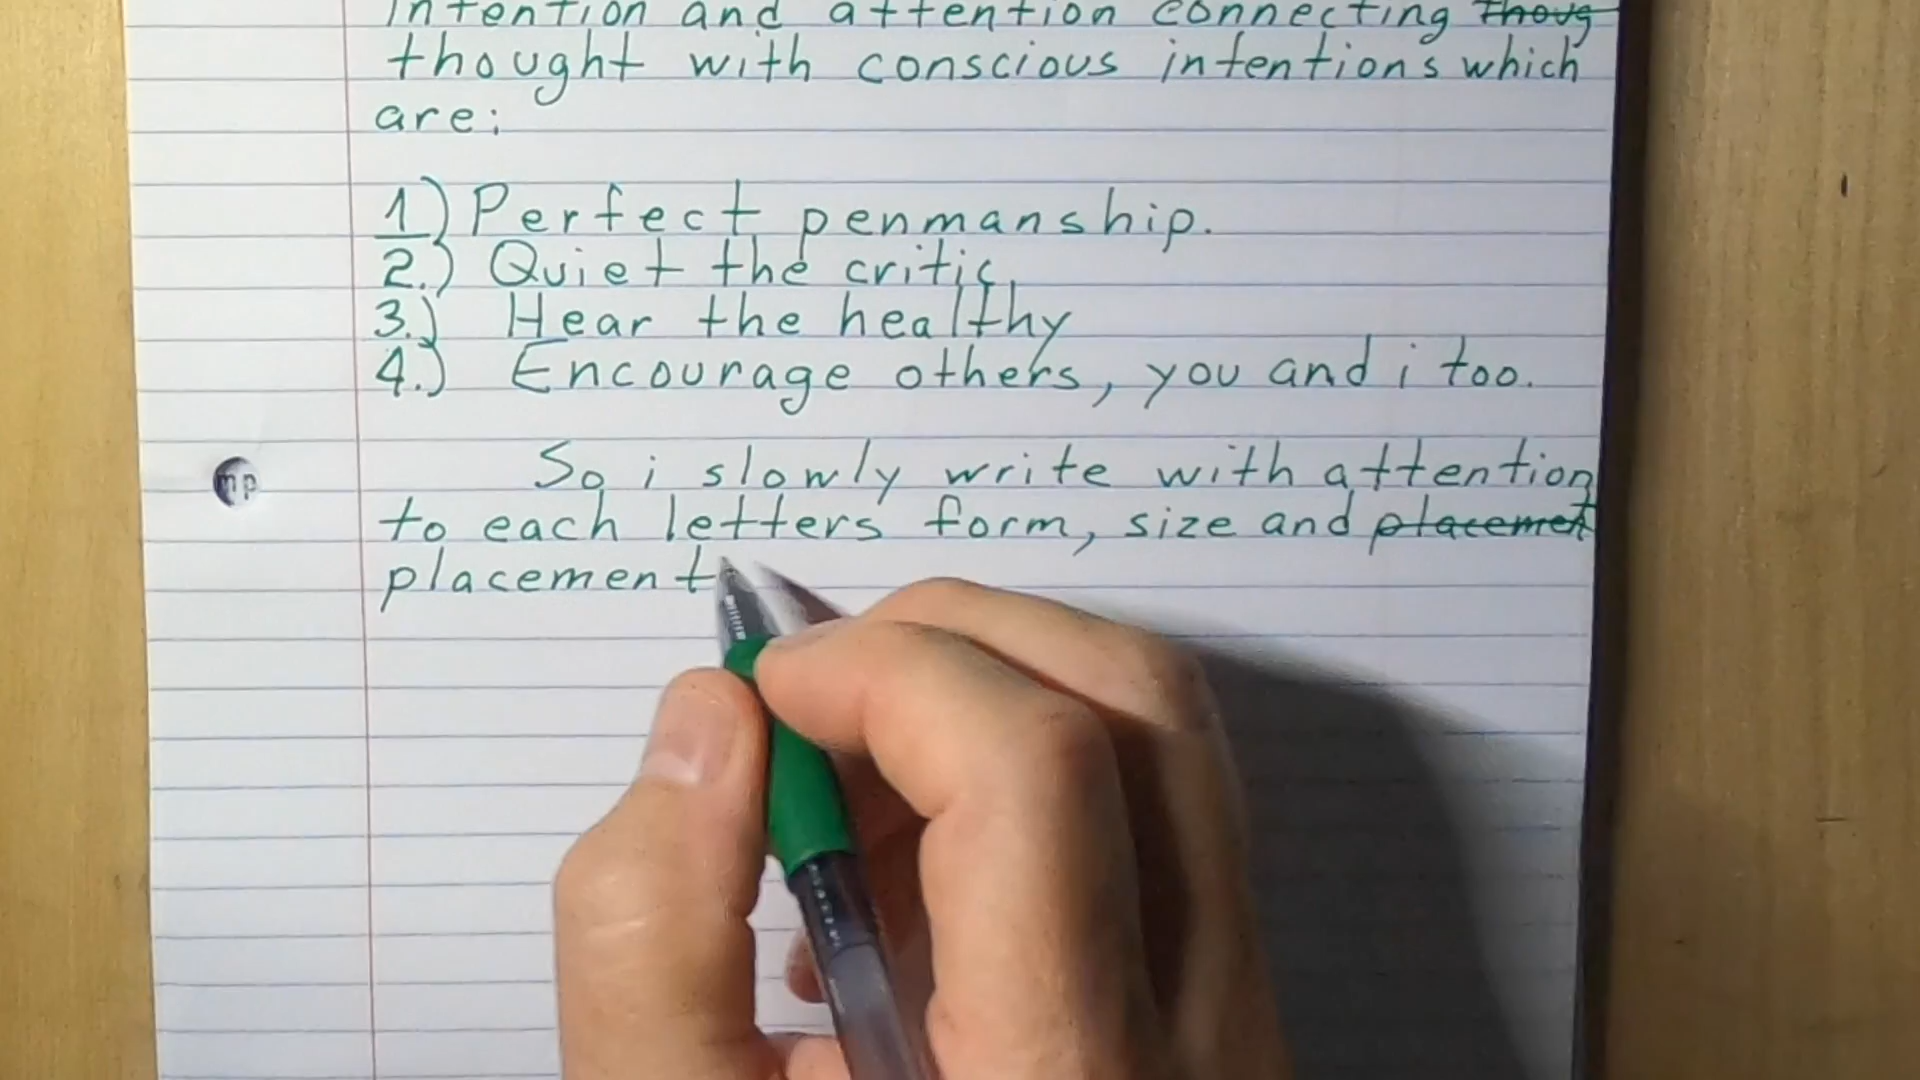 intention and attention connecting thoug
thought with conscious intentions which
are:
1.) Perfect penmanship.
2.) Quiet the critic.
3.) Hear the healthy
4.) Encourage others, you and i too.
So i slowly write with attention
to each letters form, size and placemet
placement
mp